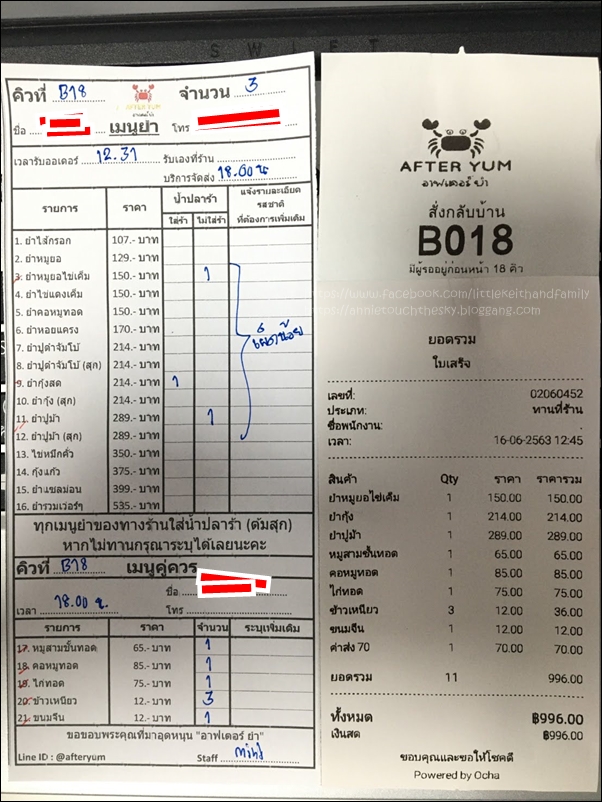 SWIFT
คิวที่ B18
AFTER YUM
อาฟเตอร์ ยำ
จำนวน 3
ชื่อ
เมนูยำ
โทร
เวลารับออเดอร์ 12.31
รับเองที่ร้าน
บริการจัดส่ง 18.00 น
รายการ ราคา น้ำปลาร้า ใส่ร้า ไม่ใส่ร้า แจ้งรายละเอียด รสชาติ ที่ต้องการเพิ่มเติม
1. ยำไส้กรอก 107.- บาท
2. ยำหมูยอ 129.- บาท
3. ยำหมูยอไข่เค็ม 150.- บาท 1
4. ยำไข่แดงเค็ม 150.- บาท
5. ยำคอหมูทอด 150.- บาท
6. ยำหอยแครง 170.- บาท
เผ็ดน้อย
7. ยำปูดำจัมโบ้ 214.- บาท
8. ยำปูดำจัมโบ้ (สุก) 214.- บาท
9. ยำกุ้งสด 214.- บาท 1
10. ยำกุ้ง (สุก) 214.- บาท
11. ยำปูม้า 289.- บาท 1
12. ยำปูม้า (สุก) 289.- บาท
13. ไข่หมึกคั่ว 350.- บาท
14. กุ้งแก้ว 375.- บาท
15. ยำแซลม่อน 399.- บาท
16. ยำรวมเวอร์ๆ 535.- บาท
ทุกเมนูยำของทางร้านใส่น้ำปลาร้า (ต้มสุก)
หากไม่ทานกรุณาระบุได้เลยนะคะ
คิวที่ B18 เมนูคู่ควร
ชื่อ
เวลา 18.00 น. โทร
รายการ ราคา จำนวน ระบุเพิ่มเติม
17. หมูสามชั้นทอด 65.- บาท 1
18. คอหมูทอด 85.- บาท 1
19. ไก่ทอด 75.- บาท 1
20. ข้าวเหนียว 12.- บาท 3
21. ขนมจีน 12.- บาท 1
ขอขอบพระคุณที่มาอุดหนุน "อาฟเตอร์ ยำ"
Line ID : @afteryum Staff
AFTER YUM
อาฟเตอร์ ยำ
สั่งกลับบ้าน
B018
มีผู้รออยู่ก่อนหน้า 18 คิว
https://www.facebook.com/littlekeithandfamily
https://annietouchthesky.bloggang.com
ยอดรวม
ใบเสร็จ
เลขที่: 02060452
ประเภท: ทานที่ร้าน
ชื่อพนักงาน: .
เวลา: 16-06-2563 12:45
สินค้า Qty ราคา ราคารวม
ยำหมูยอไข่เค็ม 1 150.00 150.00
ยำกุ้ง 1 214.00 214.00
ยำปูม้า 1 289.00 289.00
หมูสามชั้นทอด 1 65.00 65.00
คอหมูทอด 1 85.00 85.00
ไก่ทอด 1 75.00 75.00
ข้าวเหนียว 3 12.00 36.00
ขนมจีน 1 12.00 12.00
ค่าส่ง 70 1 70.00 70.00
ยอดรวม 11 996.00
ทั้งหมด ฿996.00
เงินสด ฿996.00
ขอบคุณและขอให้โชคดี
Powered by Ocha